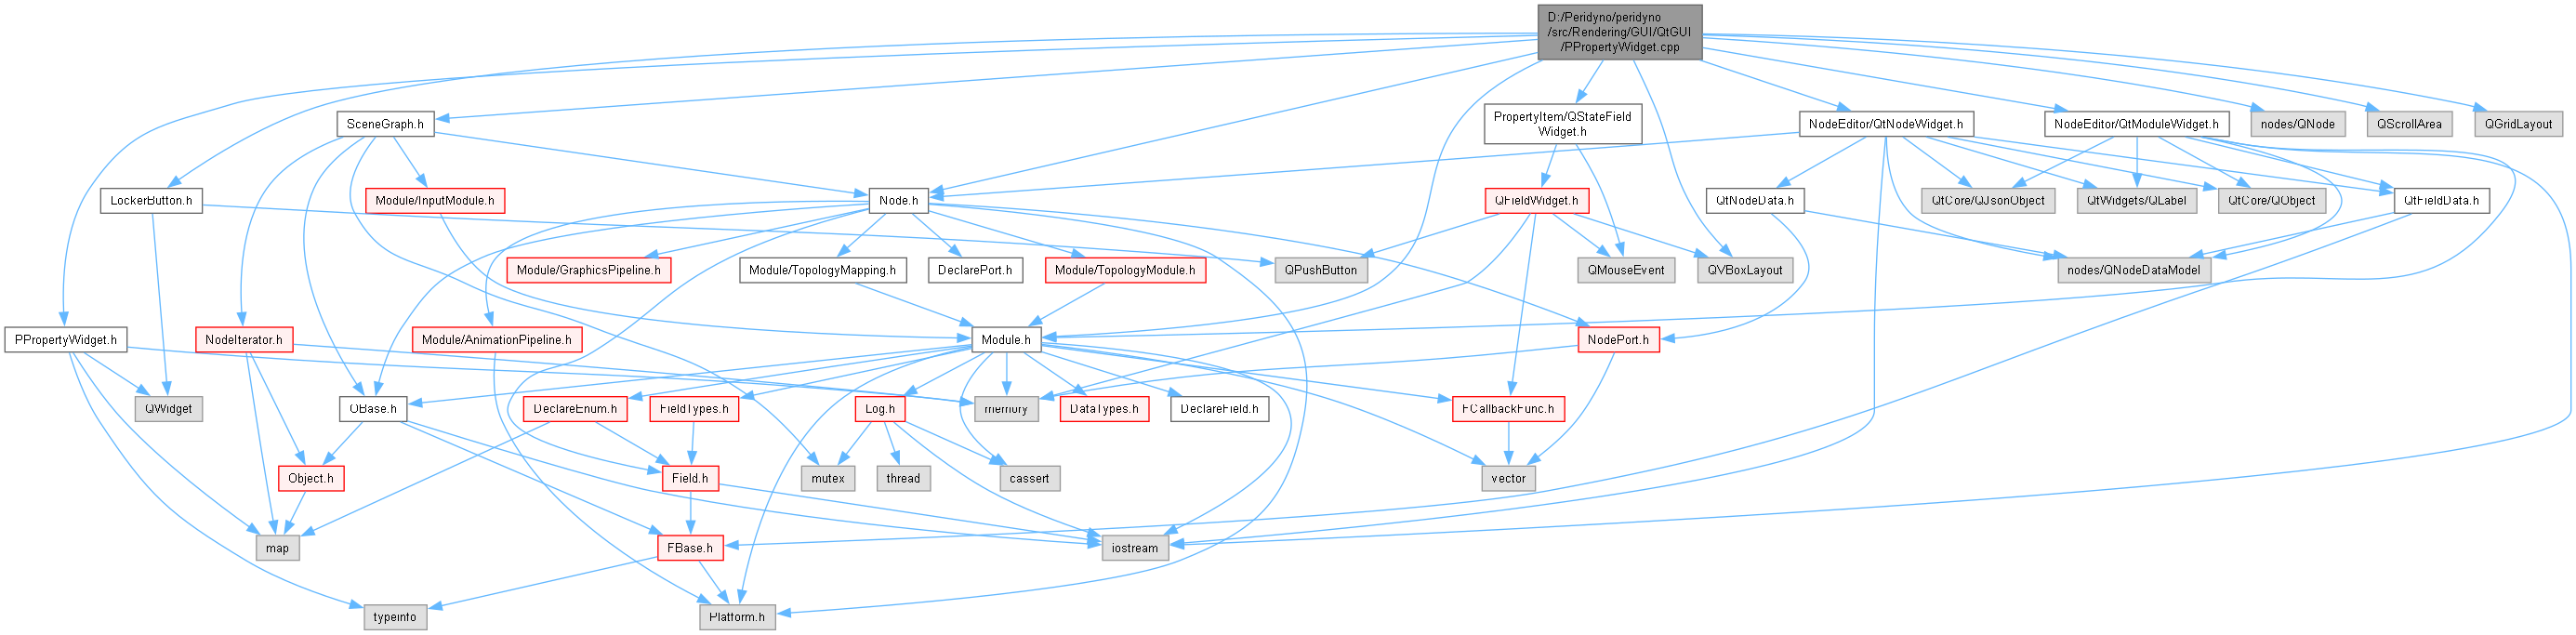 D:/Peridyno/peridyno
/src/Rendering/GUI/QtGUI
/PPropertyWidget.cpp
SceneGraph.h
PropertyItem/QStateField
Widget.h
NodeEditor/QtNodeWidget.h
NodeEditor/QtModuleWidget.h
nodes/QNode
QScrollArea
QGridLayout
LockerButton.h
Module/InputModule.h
Node.h
QFieldWidget.h
QtNodeData.h
QtCore/QJsonObject
QtWidgets/QLabel
QtCore/QObject
QtFieldData.h
Module/GraphicsPipeline.h
Module/TopologyMapping.h
DeclarePort.h
Module/TopologyModule.h
QPushButton
QMouseEvent
QVBoxLayout
nodes/QNodeDataModel
PPropertyWidget.h
NodeIterator.h
Module/AnimationPipeline.h
Module.h
NodePort.h
QWidget
OBase.h
DeclareEnum.h
FieldTypes.h
Log.h
memory
DataTypes.h
DeclareField.h
FCallbackFunc.h
Object.h
Field.h
mutex
thread
cassert
vector
map
FBase.h
iostream
typeinfo
Platform.h